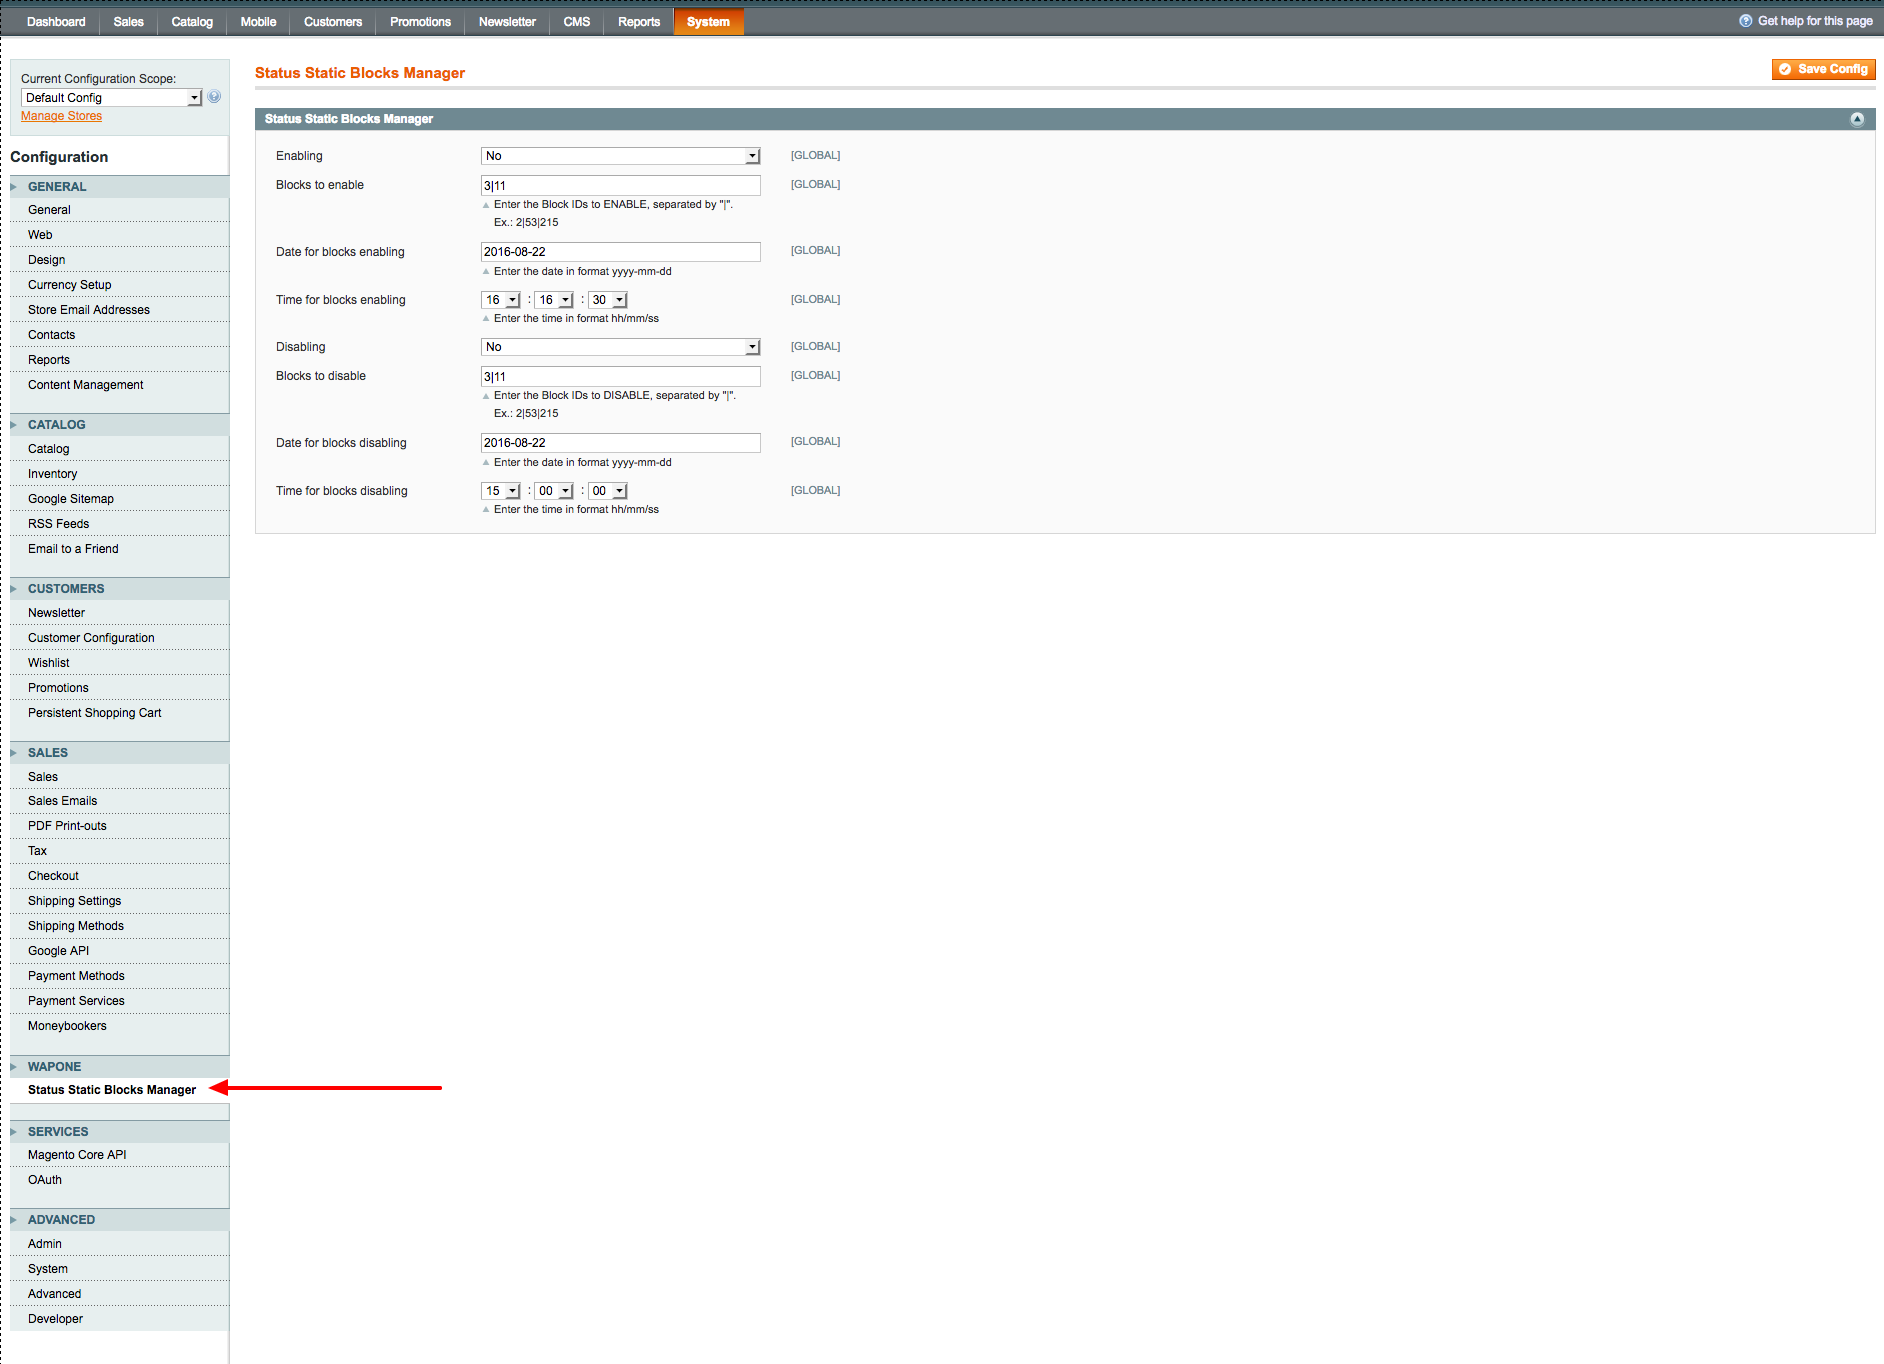 Dashboard Sales Catalog Mobile Customers Promotions Newsletter CMS Reports System Get help for this page
Current Configuration Scope:
Default Config
Manage Stores
Configuration
GENERAL
General
Web
Design
Currency Setup
Store Email Addresses
Contacts
Reports
Content Management
CATALOG
Catalog
Inventory
Google Sitemap
RSS Feeds
Email to a Friend
CUSTOMERS
Newsletter
Customer Configuration
Wishlist
Promotions
Persistent Shopping Cart
SALES
Sales
Sales Emails
PDF Print-outs
Tax
Checkout
Shipping Settings
Shipping Methods
Google API
Payment Methods
Payment Services
Moneybookers
WAPONE
Status Static Blocks Manager
SERVICES
Magento Core API
OAuth
ADVANCED
Admin
System
Advanced
Developer
Status Static Blocks Manager Save Config
Status Static Blocks Manager
Enabling No [GLOBAL]
Blocks to enable 3|11 [GLOBAL]
Enter the Block IDs to ENABLE, separated by "|".
Ex.: 2|53|215
Date for blocks enabling 2016-08-22 [GLOBAL]
Enter the date in format yyyy-mm-dd
Time for blocks enabling 16 : 16 : 30 [GLOBAL]
Enter the time in format hh/mm/ss
Disabling No [GLOBAL]
Blocks to disable 3|11 [GLOBAL]
Enter the Block IDs to DISABLE, separated by "|".
Ex.: 2|53|215
Date for blocks disabling 2016-08-22 [GLOBAL]
Enter the date in format yyyy-mm-dd
Time for blocks disabling 15 : 00 : 00 [GLOBAL]
Enter the time in format hh/mm/ss